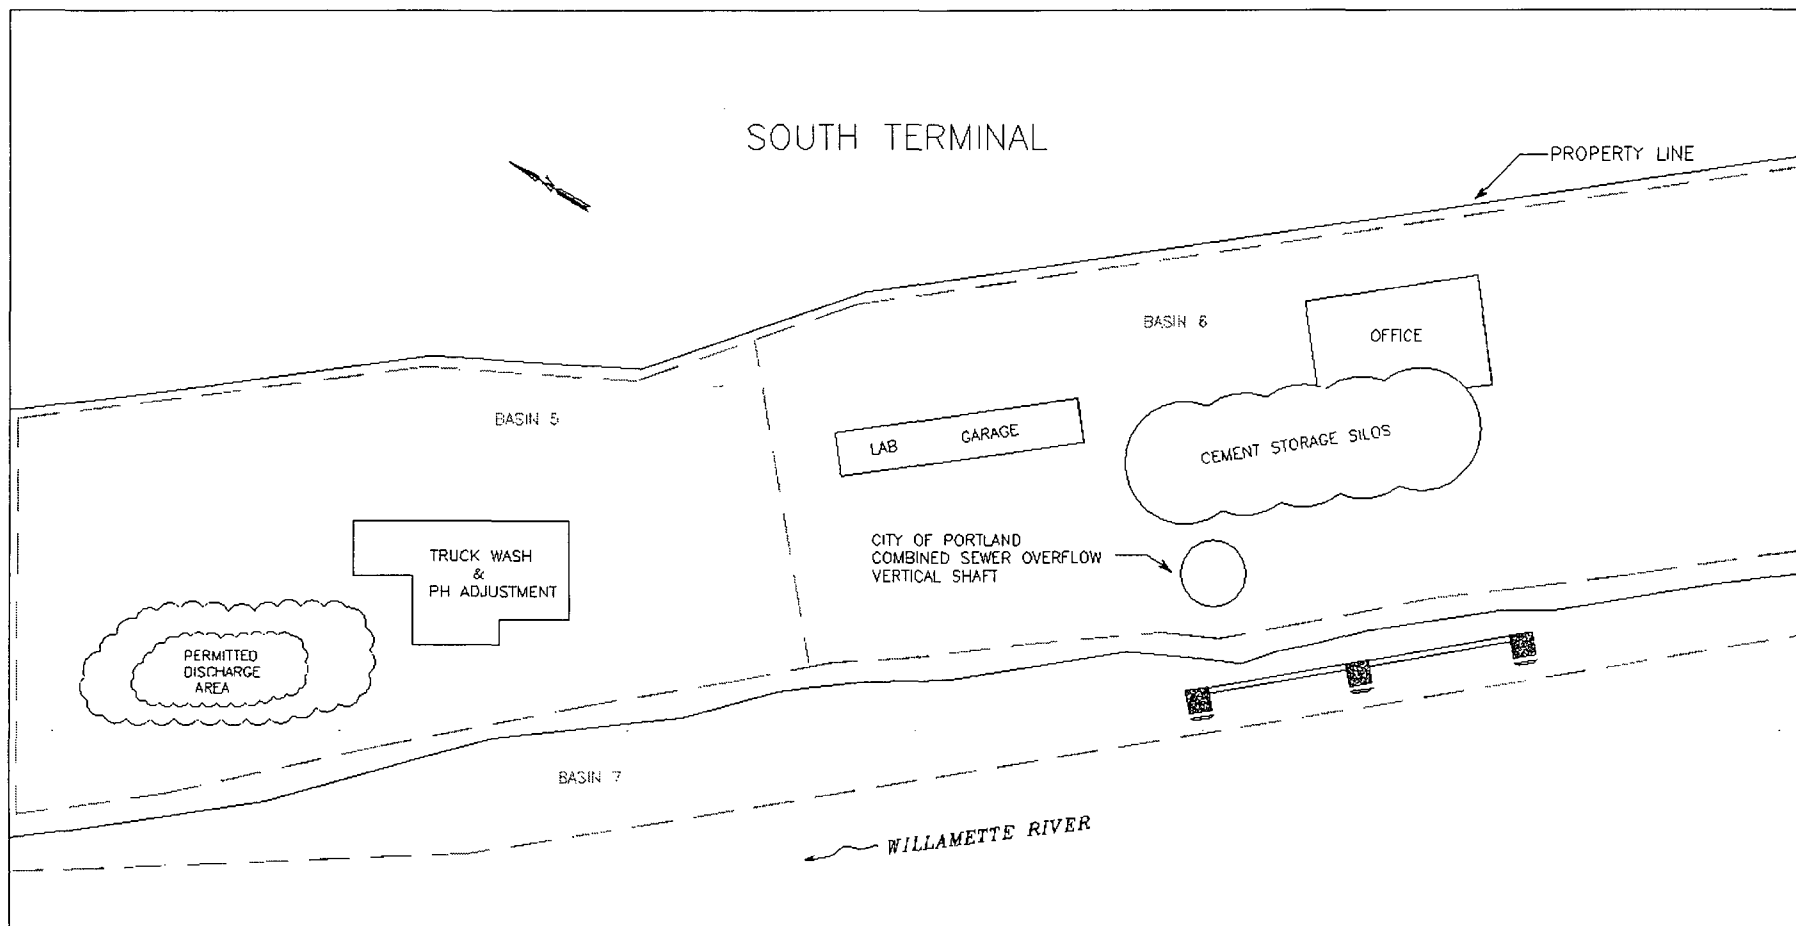 SOUTH TERMINAL
N
PROPERTY LINE
BASIN 6
OFFICE
BASIN 5
LAB GARAGE
CEMENT STORAGE SILOS
CITY OF PORTLAND
COMBINED SEWER OVERFLOW
VERTICAL SHAFT
TRUCK WASH
&
PH ADJUSTMENT
PERMITTED
DISCHARGE
AREA
BASIN 7
WILLAMETTE RIVER